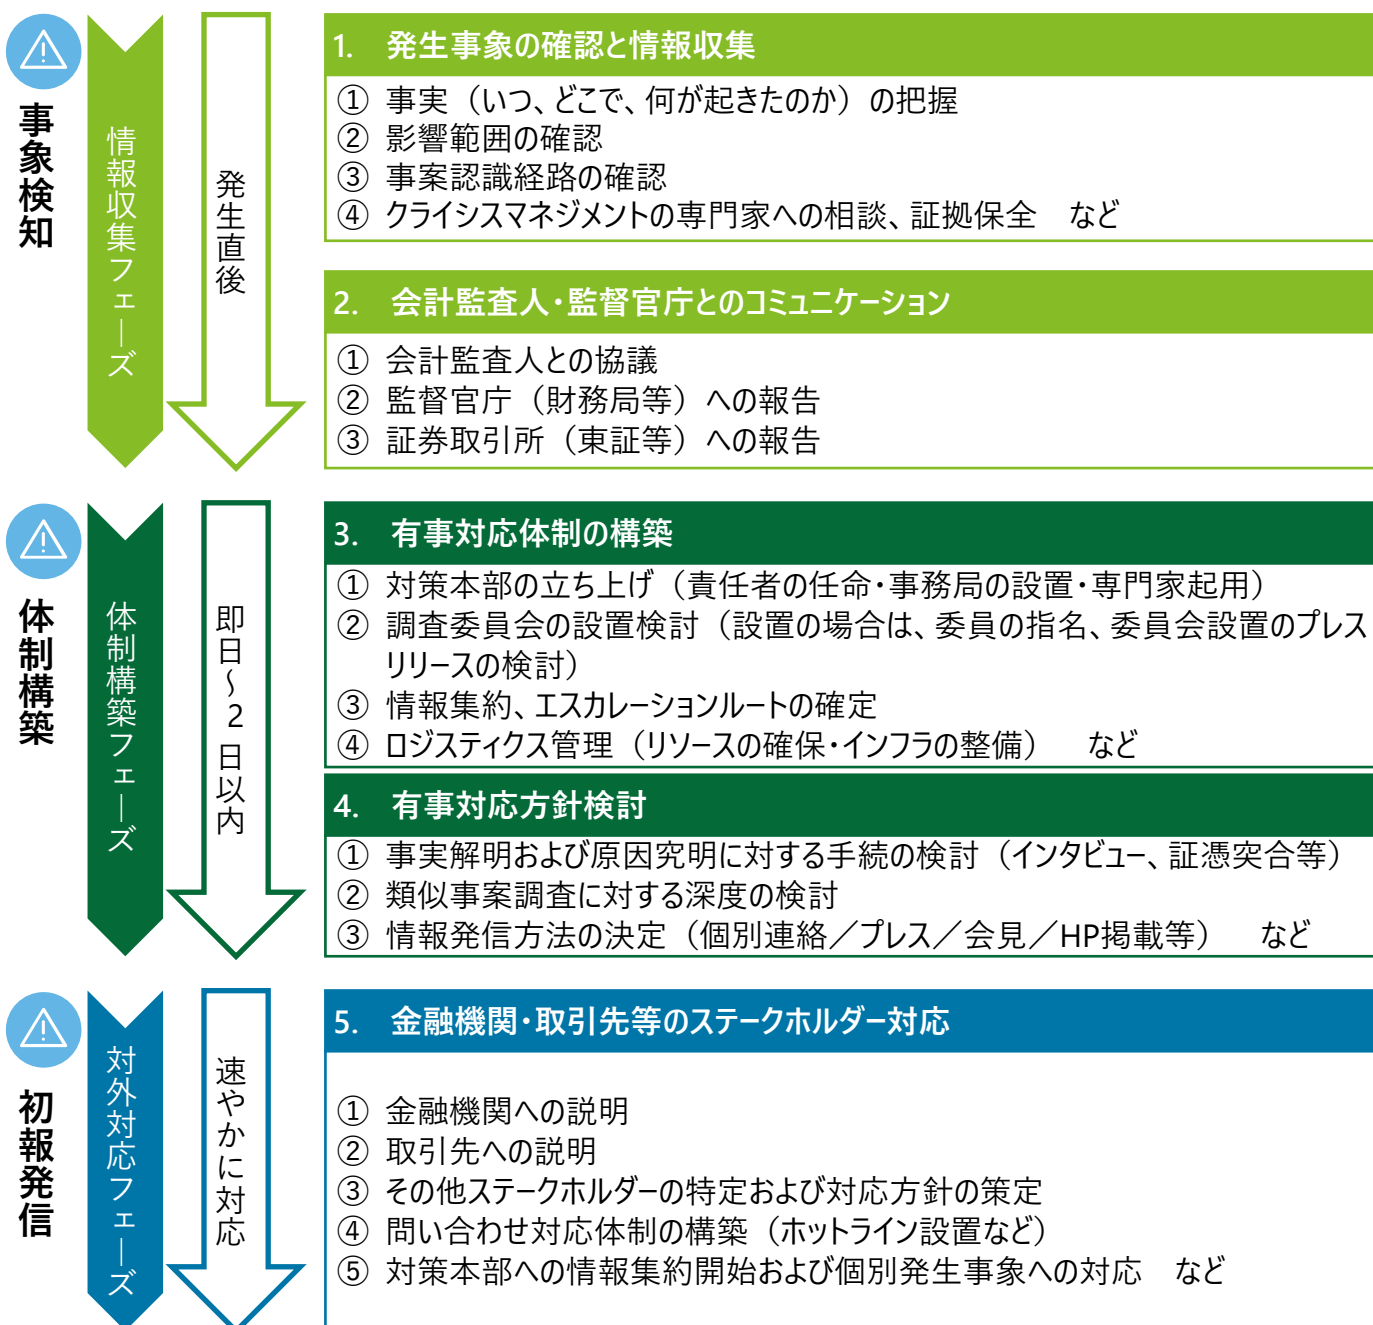 事象検知
情報収集フェーズ
発生直後
1. 発生事象の確認と情報収集
① 事実（いつ、どこで、何が起きたのか）の把握
② 影響範囲の確認
③ 事案認識経路の確認
④ クライシスマネジメントの専門家への相談、証拠保全　など
2. 会計監査人・監督官庁とのコミュニケーション
① 会計監査人との協議
② 監督官庁（財務局等）への報告
③ 証券取引所（東証等）への報告
体制構築
体制構築フェーズ
即日～2日以内
3. 有事対応体制の構築
① 対策本部の立ち上げ（責任者の任命・事務局の設置・専門家起用）
② 調査委員会の設置検討（設置の場合は、委員の指名、委員会設置のプレス
リリースの検討）
③ 情報集約、エスカレーションルートの確定
④ ロジスティクス管理（リソースの確保・インフラの整備）　など
4. 有事対応方針検討
① 事実解明および原因究明に対する手続の検討（インタビュー、証憑突合等）
② 類似事案調査に対する深度の検討
③ 情報発信方法の決定（個別連絡／プレス／会見／HP掲載等）　など
初報発信
対外対応フェーズ
速やかに対応
5. 金融機関・取引先等のステークホルダー対応
① 金融機関への説明
② 取引先への説明
③ その他ステークホルダーの特定および対応方針の策定
④ 問い合わせ対応体制の構築（ホットライン設置など）
⑤ 対策本部への情報集約開始および個別発生事象への対応　など